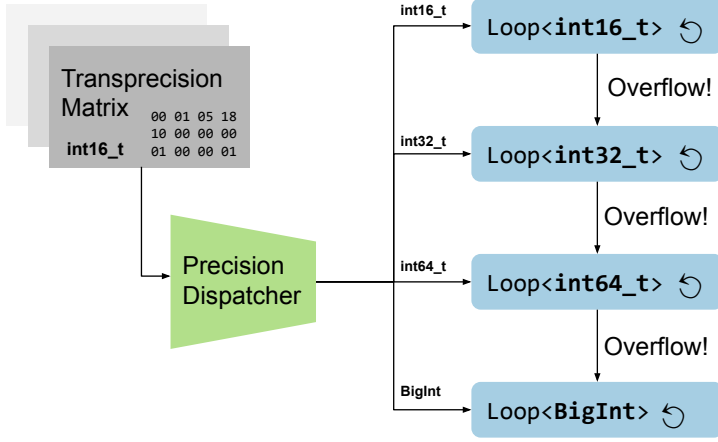 Transprecision
Matrix
00 01 05 18
10 00 00 00
int16_t 01 00 00 01
Precision
Dispatcher
int16_t
int32_t
int64_t
BigInt
Loop<int16_t>
Overflow!
Loop<int32_t>
Overflow!
Loop<int64_t>
Overflow!
Loop<BigInt>